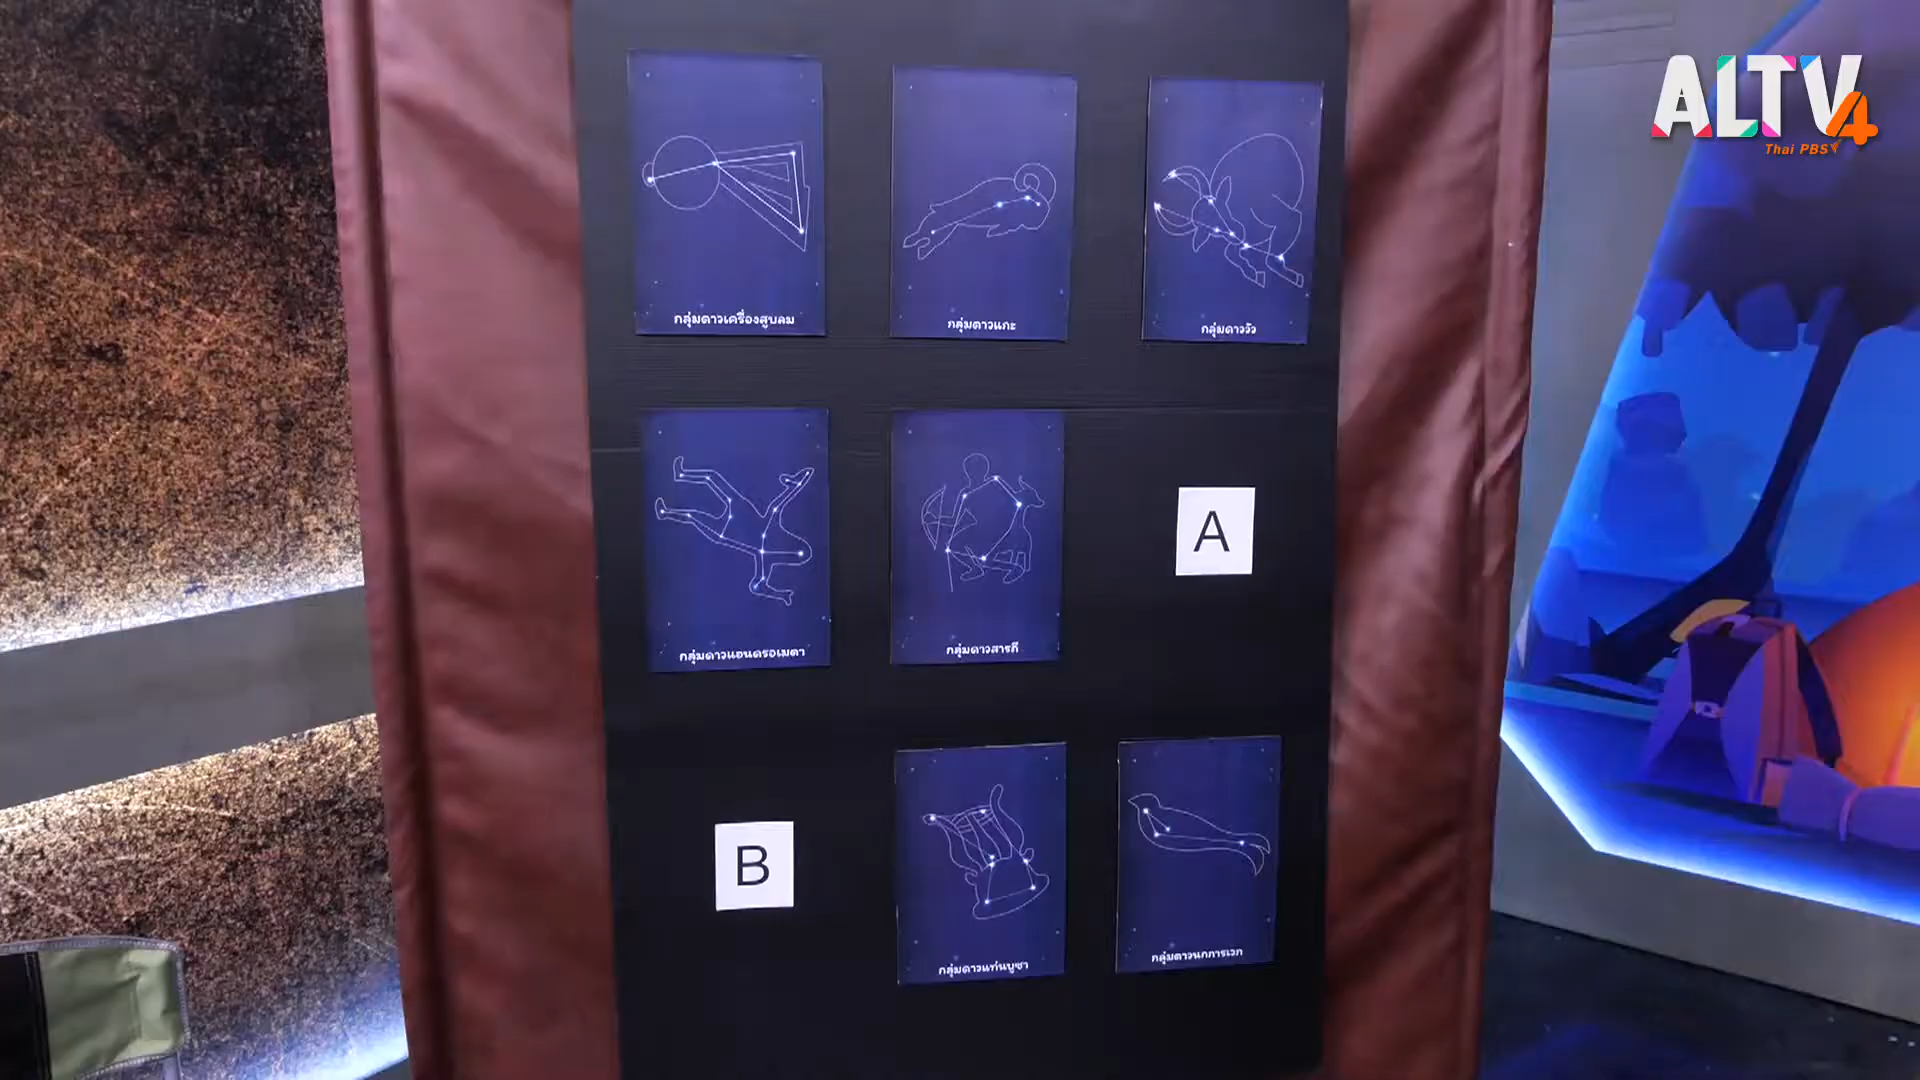 ALTV4
Thai PBS
กลุ่มดาวเครื่องสูบลม
กลุ่มดาวแกะ
กลุ่มดาววัว
กลุ่มดาวแอนดรอเมดา
กลุ่มดาวสารถี
A
B
กลุ่มดาวแท่นบูชา
กลุ่มดาวนกการเวก